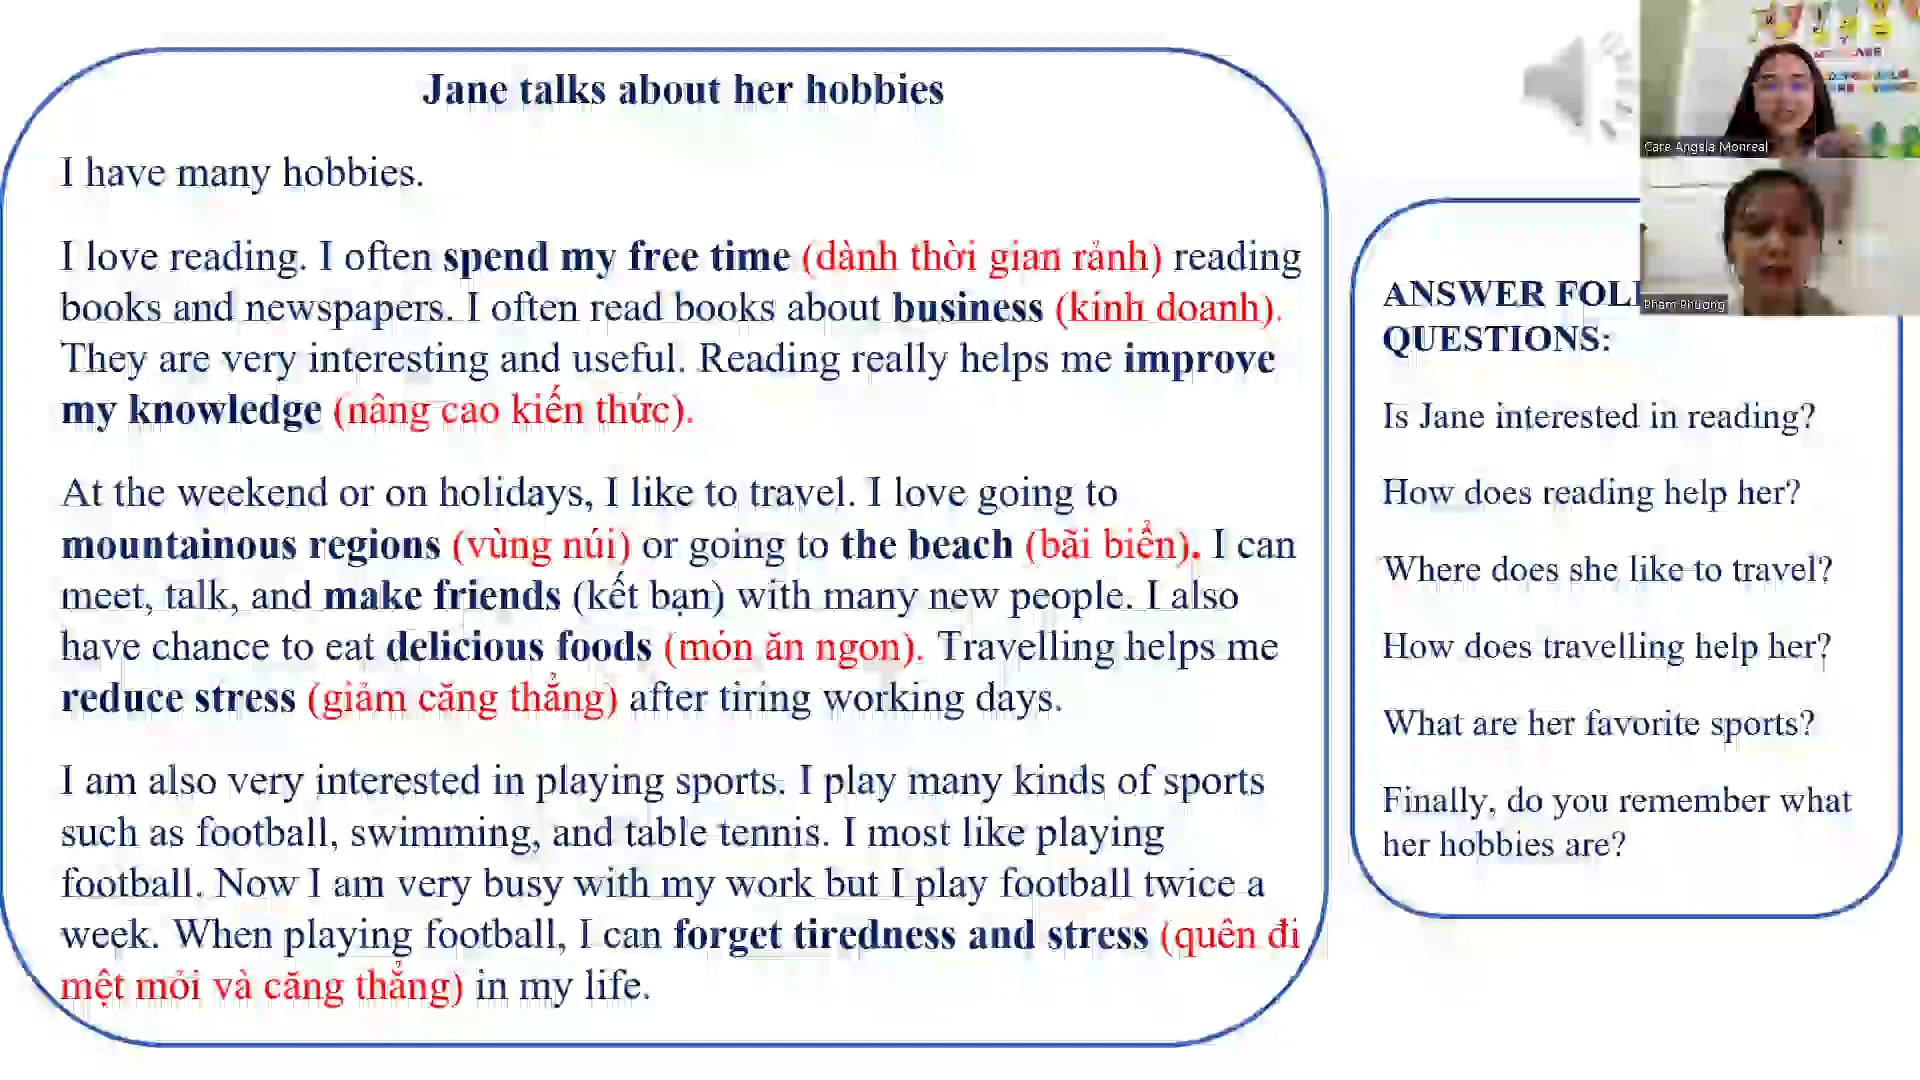 Jane talks about her hobbies
I have many hobbies.
I love reading. I often spend my free time (dành thời gian rảnh) reading
books and newspapers. I often read books about business (kính doanh).
They are very interesting and useful. Reading really helps me improve
my knowledge (nâng cao kiến thức).
At the weekend or on holidays, I like to travel. I love going to
mountainous regions (vùng núi) or going to the beach (bãi biển). I can
meet, talk, and make friends (kết bạn) with many new people. I also
have chance to eat delicious foods (món ăn ngon). Travelling helps me
reduce stress (giảm căng thẳng) after tiring working days.
I am also very interested in playing sports. I play many kinds of sports
such as football, swimming, and table tennis. I most like playing
football. Now I am very busy with my work but I play football twice a
week. When playing football, I can forget tiredness and stress (quên đi
mệt mỏi và căng thẳng) in my life.
Care Angela Monreal
Pham Phuong
ANSWER
QUESTIONS:
Is Jane interested in reading?
How does reading help her?
Where does she like to travel?
How does travelling help her?
What are her favorite sports?
Finally, do you remember what
her hobbies are?